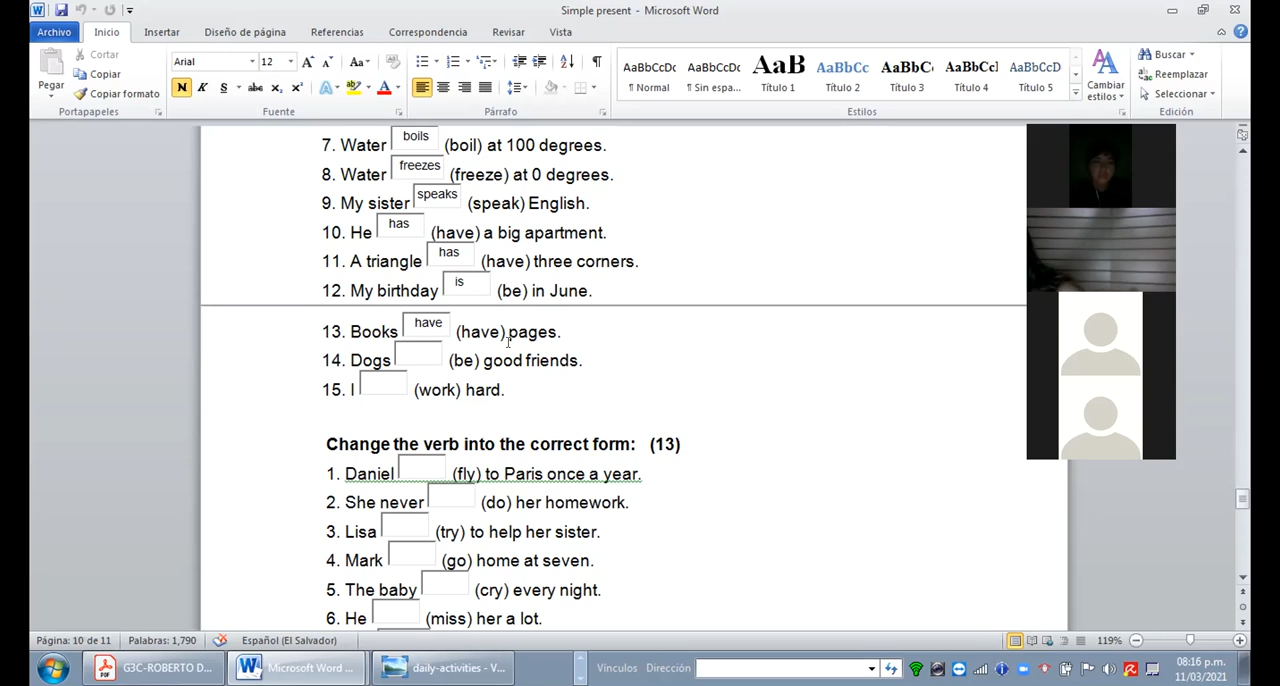 Simple present - Microsoft Word
Archivo Inicio Insertar Diseño de página Referencias Correspondencia Revisar Vista
Cortar
Copiar
Copiar formato
Pegar
Portapapeles
Arial 12
Fuente
Párrafo
AaBbCcDc AaBbCcDc AaB AaBbCc AaBbC AaBbCcI AaBbCcD
¶ Normal ¶ Sin espa... Título 1 Título 2 Título 3 Título 4 Título 5
Estilos
Cambiar estilos
Buscar
Reemplazar
Seleccionar
Edición
7. Water boils (boil) at 100 degrees.
8. Water freezes (freeze) at 0 degrees.
9. My sister speaks (speak) English.
10. He has (have) a big apartment.
11. A triangle has (have) three corners.
12. My birthday is (be) in June.
13. Books have (have) pages.
14. Dogs (be) good friends.
15. I (work) hard.
Change the verb into the correct form: (13)
1. Daniel (fly) to Paris once a year.
2. She never (do) her homework.
3. Lisa (try) to help her sister.
4. Mark (go) home at seven.
5. The baby (cry) every night.
6. He (miss) her a lot.
Página: 10 de 11 Palabras: 1,790 Español (El Salvador) 119%
G3C-ROBERTO D... Microsoft Word ... daily-activities - V... Vínculos Dirección 08:16 p.m.
11/03/2021